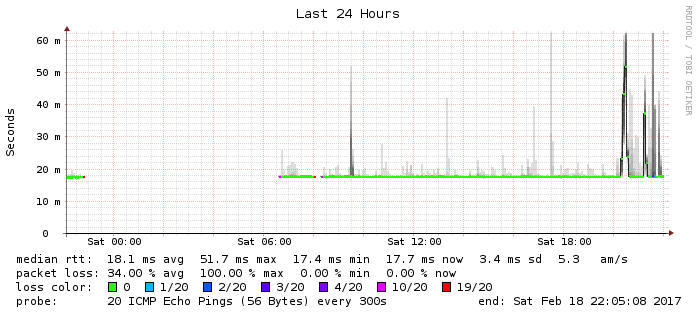 Last 24 Hours
RRDTOOL / TOBI OETIKER
Seconds
60 m
50 m
40 m
30 m
20 m
10 m
0
Sat 00:00 Sat 06:00 Sat 12:00 Sat 18:00
median rtt: 18.1 ms avg 51.7 ms max 17.4 ms min 17.7 ms now 3.4 ms sd 5.3 am/s
packet loss: 34.00 % avg 100.00 % max 0.00 % min 0.00 % now
loss color: 0 1/20 2/20 3/20 4/20 10/20 19/20
probe: 20 ICMP Echo Pings (56 Bytes) every 300s end: Sat Feb 18 22:05:08 2017